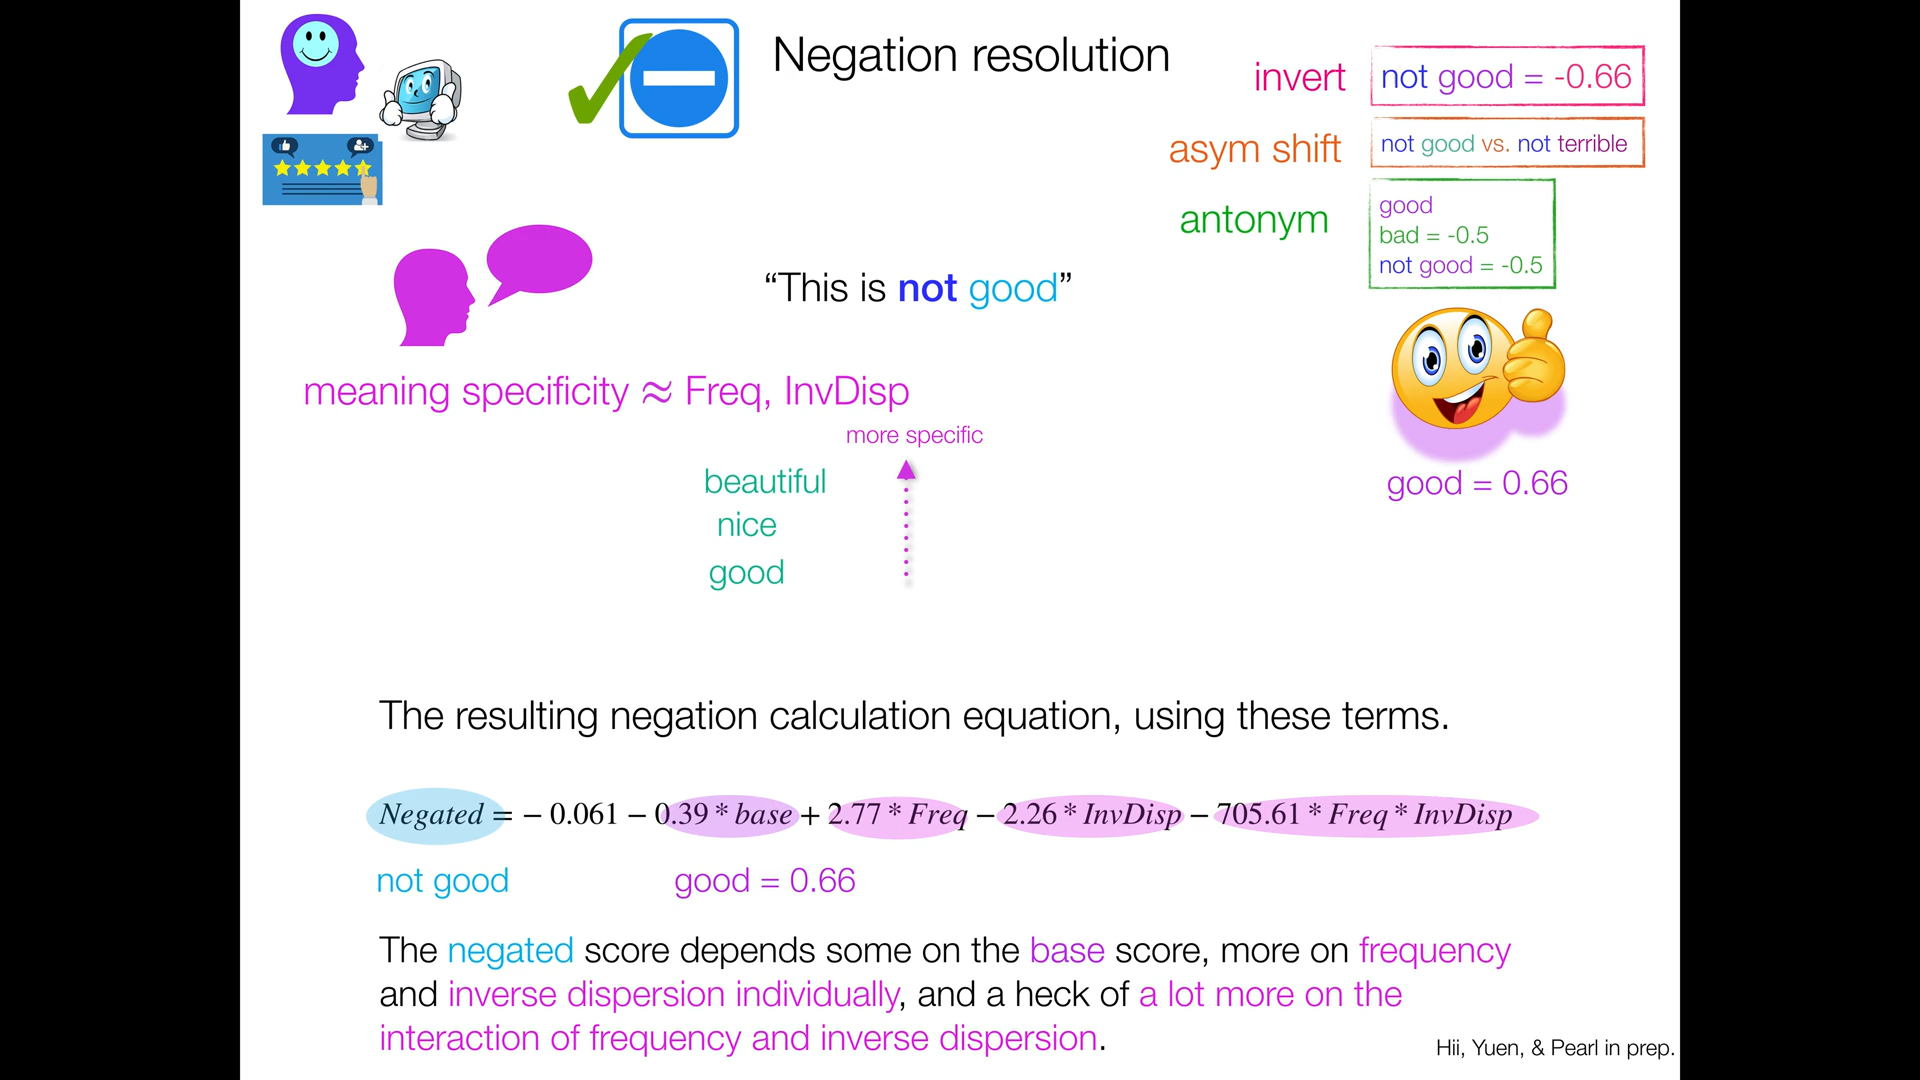 Negation resolution
invert
not good = -0.66
asym shift
not good vs. not terrible
antonym
good
bad = -0.5
not good = -0.5
“This is not good”
meaning specificity ≈ Freq, InvDisp
more specific
beautiful
nice
good
good = 0.66
The resulting negation calculation equation, using these terms.
Negated = − 0.061 − 0.39 * base + 2.77 * Freq − 2.26 * InvDisp − 705.61 * Freq * InvDisp
not good
good = 0.66
The negated score depends some on the base score, more on frequency
and inverse dispersion individually, and a heck of a lot more on the
interaction of frequency and inverse dispersion.
Hii, Yuen, & Pearl in prep.